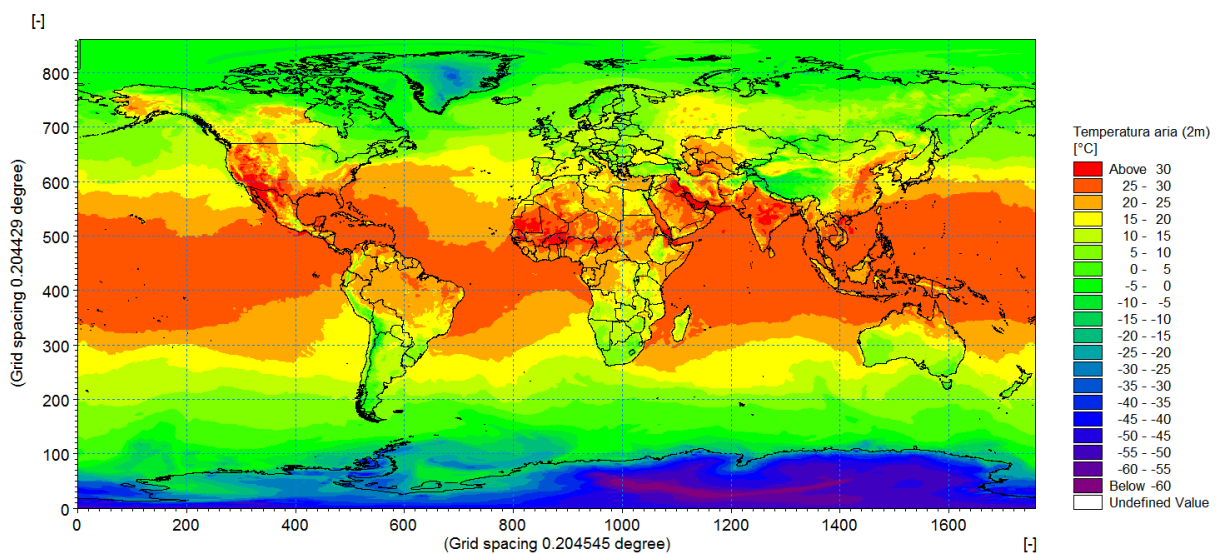 [-]
800
700
600
500
400
300
200
100
0
(Grid spacing 0.204429 degree)
0
200
400
600
800
1000
1200
1400
1600
(Grid spacing 0.204545 degree)
[-]
Temperatura aria (2m)
[°C]
Above 30
25 - 30
20 - 25
15 - 20
10 - 15
5 - 10
0 - 5
-5 - 0
-10 - -5
-15 - -10
-20 - -15
-25 - -20
-30 - -25
-35 - -30
-40 - -35
-45 - -40
-50 - -45
-55 - -50
-60 - -55
Below -60
Undefined Value